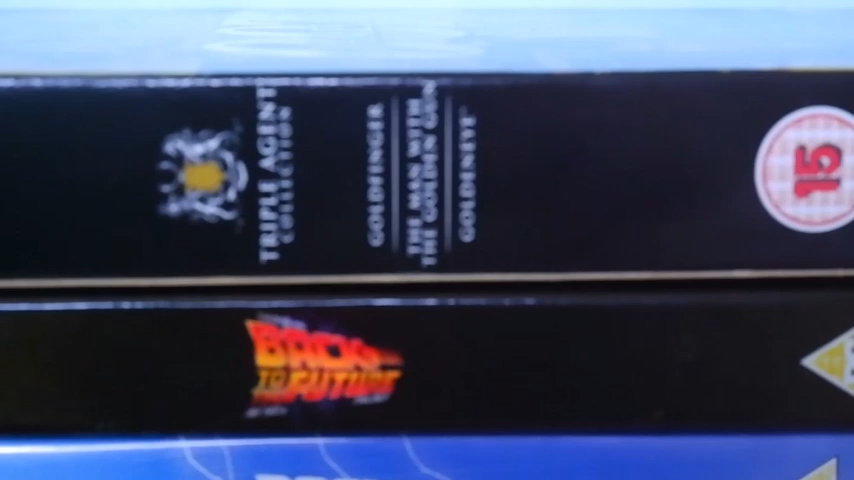 TRIPLE AGENT
COLLECTION
GOLDFINGER
THE MAN WITH
THE GOLDEN GUN
GOLDENEYE
15
BACK
TO THE FUTURE